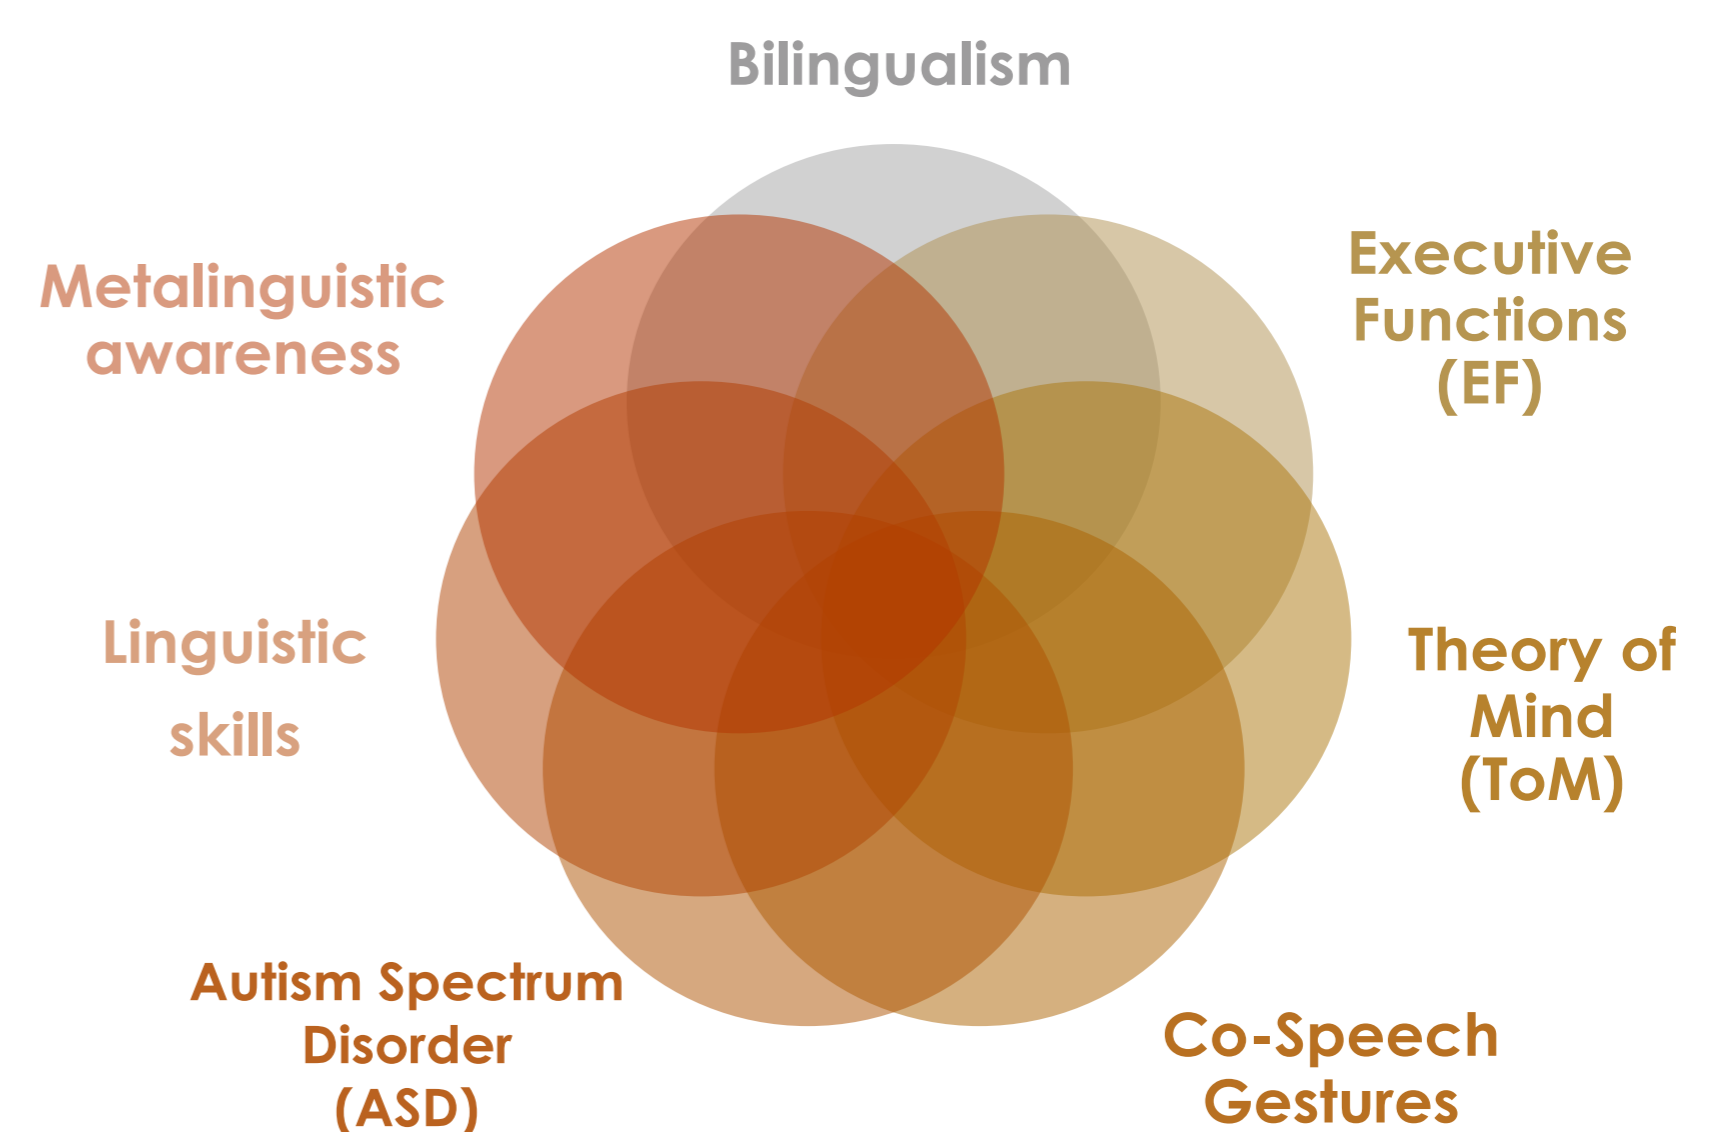 Bilingualism
Executive
Functions
(EF)
Metalinguistic
awareness
Linguistic
skills
Theory of
Mind
(ToM)
Autism Spectrum
Disorder
(ASD)
Co-Speech
Gestures